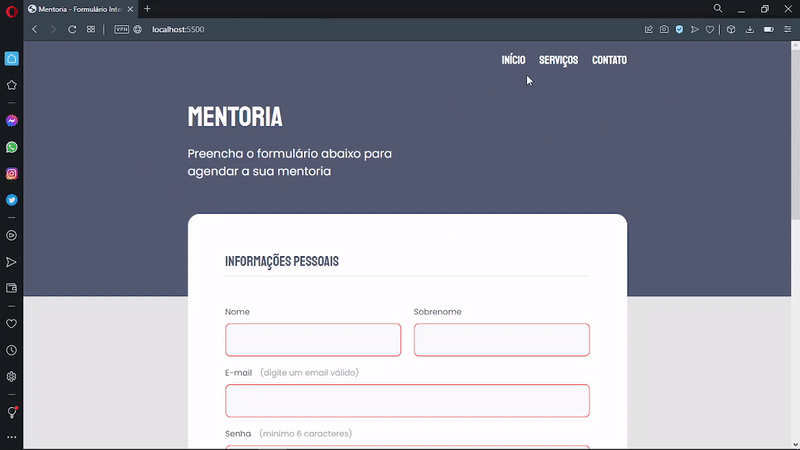 Mentoria - Formulário Inte
VPN
localhost:5500
INÍCIO SERVIÇOS CONTATO
MENTORIA
Preencha o formulário abaixo para
agendar a sua mentoria
INFORMAÇÕES PESSOAIS
Nome Sobrenome
E-mail (digite um email válido)
Senha (minimo 6 caracteres)